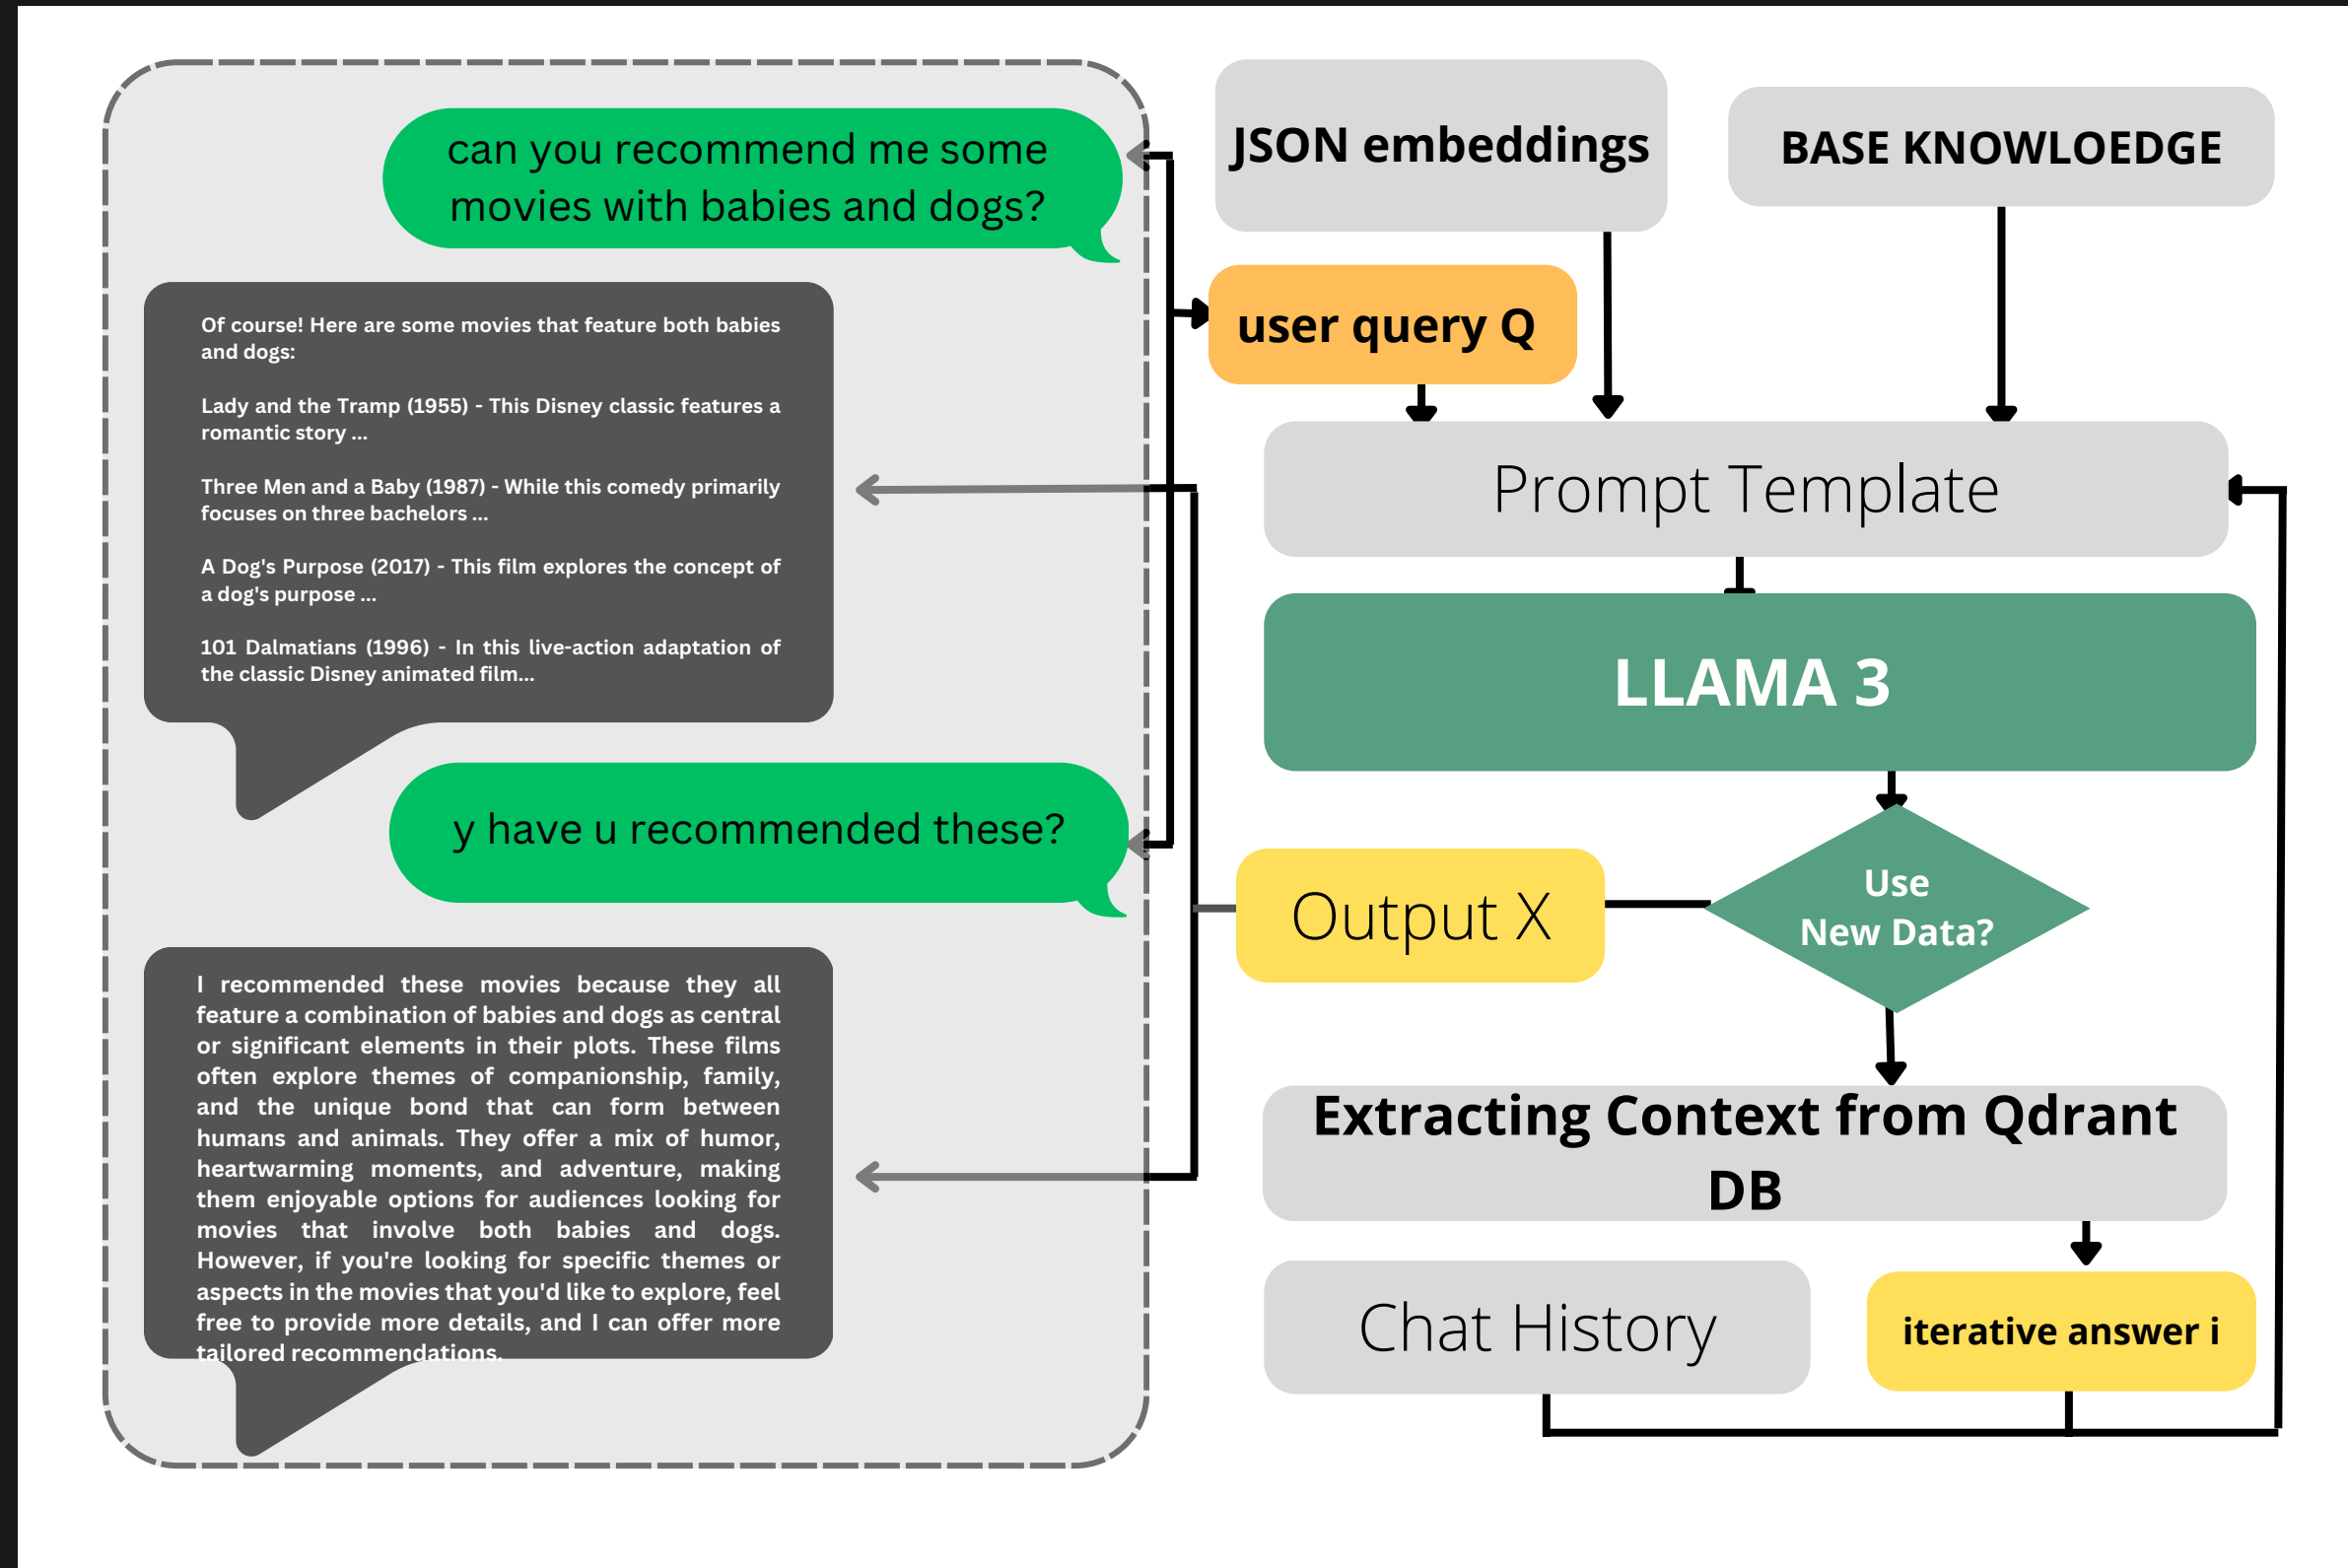 can you recommend me some
movies with babies and dogs?
Of course! Here are some movies that feature both babies
and dogs:
Lady and the Tramp (1955) - This Disney classic features a
romantic story ...
Three Men and a Baby (1987) - While this comedy primarily
focuses on three bachelors ...
A Dog's Purpose (2017) - This film explores the concept of
a dog's purpose ...
101 Dalmatians (1996) - In this live-action adaptation of
the classic Disney animated film...
y have u recommended these?
I recommended these movies because they all
feature a combination of babies and dogs as central
or significant elements in their plots. These films
often explore themes of companionship, family,
and the unique bond that can form between
humans and animals. They offer a mix of humor,
heartwarming moments, and adventure, making
them enjoyable options for audiences looking for
movies that involve both babies and dogs.
However, if you're looking for specific themes or
aspects in the movies that you'd like to explore, feel
free to provide more details, and I can offer more
tailored recommendations.
JSON embeddings
BASE KNOWLOEDGE
user query Q
Prompt Template
LLAMA 3
Use
New Data?
Output X
Extracting Context from Qdrant
DB
Chat History
iterative answer i